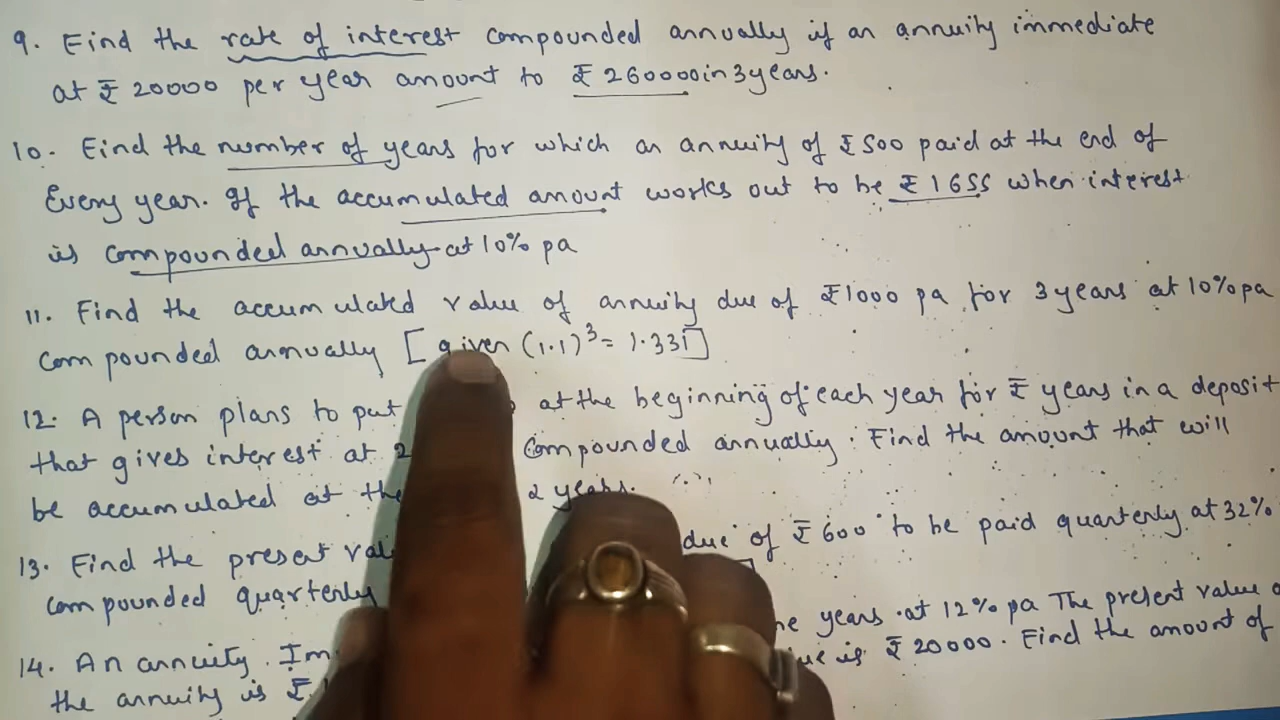 9. Find the rate of interest compounded annually if an annuity immediate
at ₹ 20000 per year amount to ₹ 260000 in 3 years.
10. Find the number of years for which an annuity of ₹ 500 paid at the end of
Every year. If the accumulated amount works out to be ₹ 1655 when interest
is compounded annually at 10% pa
11. Find the accumulated value of annuity due of ₹1000 pa for 3 years at 10% pa
compounded annually [given (1.1)³ = 1.331]
12. A person plans to put at the beginning of each year for ₹ years in a deposit
that gives interest at 2 compounded annually. Find the amount that will
be accumulated at the 2 years.
13. Find the present due of ₹ 600 to be paid quarterly at 32%
compounded quarterly
14. An annuity years at 12% pa The present value
the annuity is ₹ is ₹ 20000. Find the amount of